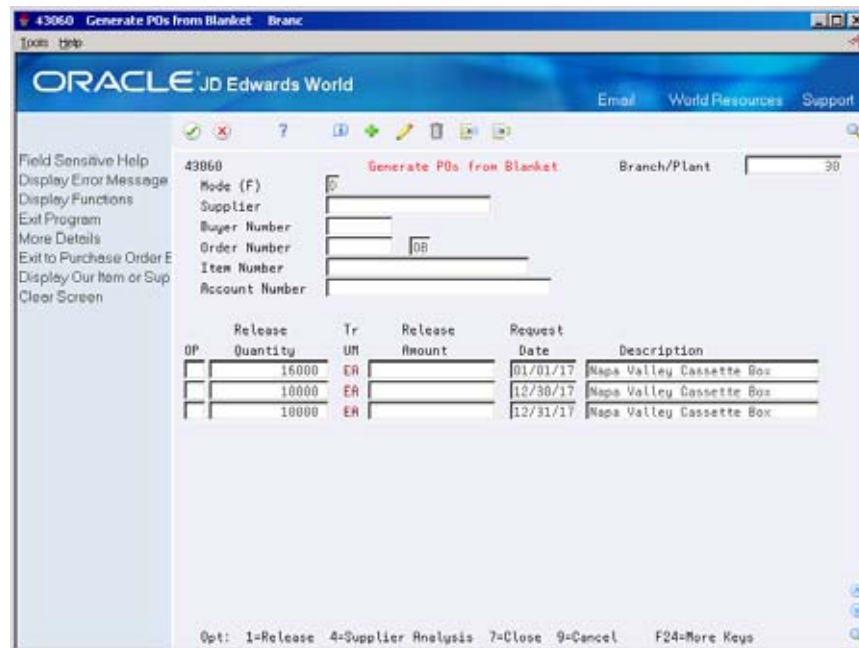 43060 Generate POs from Blanket Branc
Tools Help
ORACLE JD Edwards World
Email World Resources Support
Field Sensitive Help
Display Error Message
Display Functions
Exit Program
More Details
Exit to Purchase Order E
Display Our Item or Sup
Clear Screen
43060 Generate POs from Blanket Branch/Plant 30
Mode (F) D
Supplier
Buyer Number
Order Number OB
Item Number
Account Number
Release Tr Release Request
OP Quantity UM Amount Date Description
16000 EA 01/01/17 Napa Valley Cassette Box
10000 EA 12/30/17 Napa Valley Cassette Box
10000 EA 12/31/17 Napa Valley Cassette Box
Opt: 1=Release 4=Supplier Analysis 7=Close 9=Cancel F24=More Keys